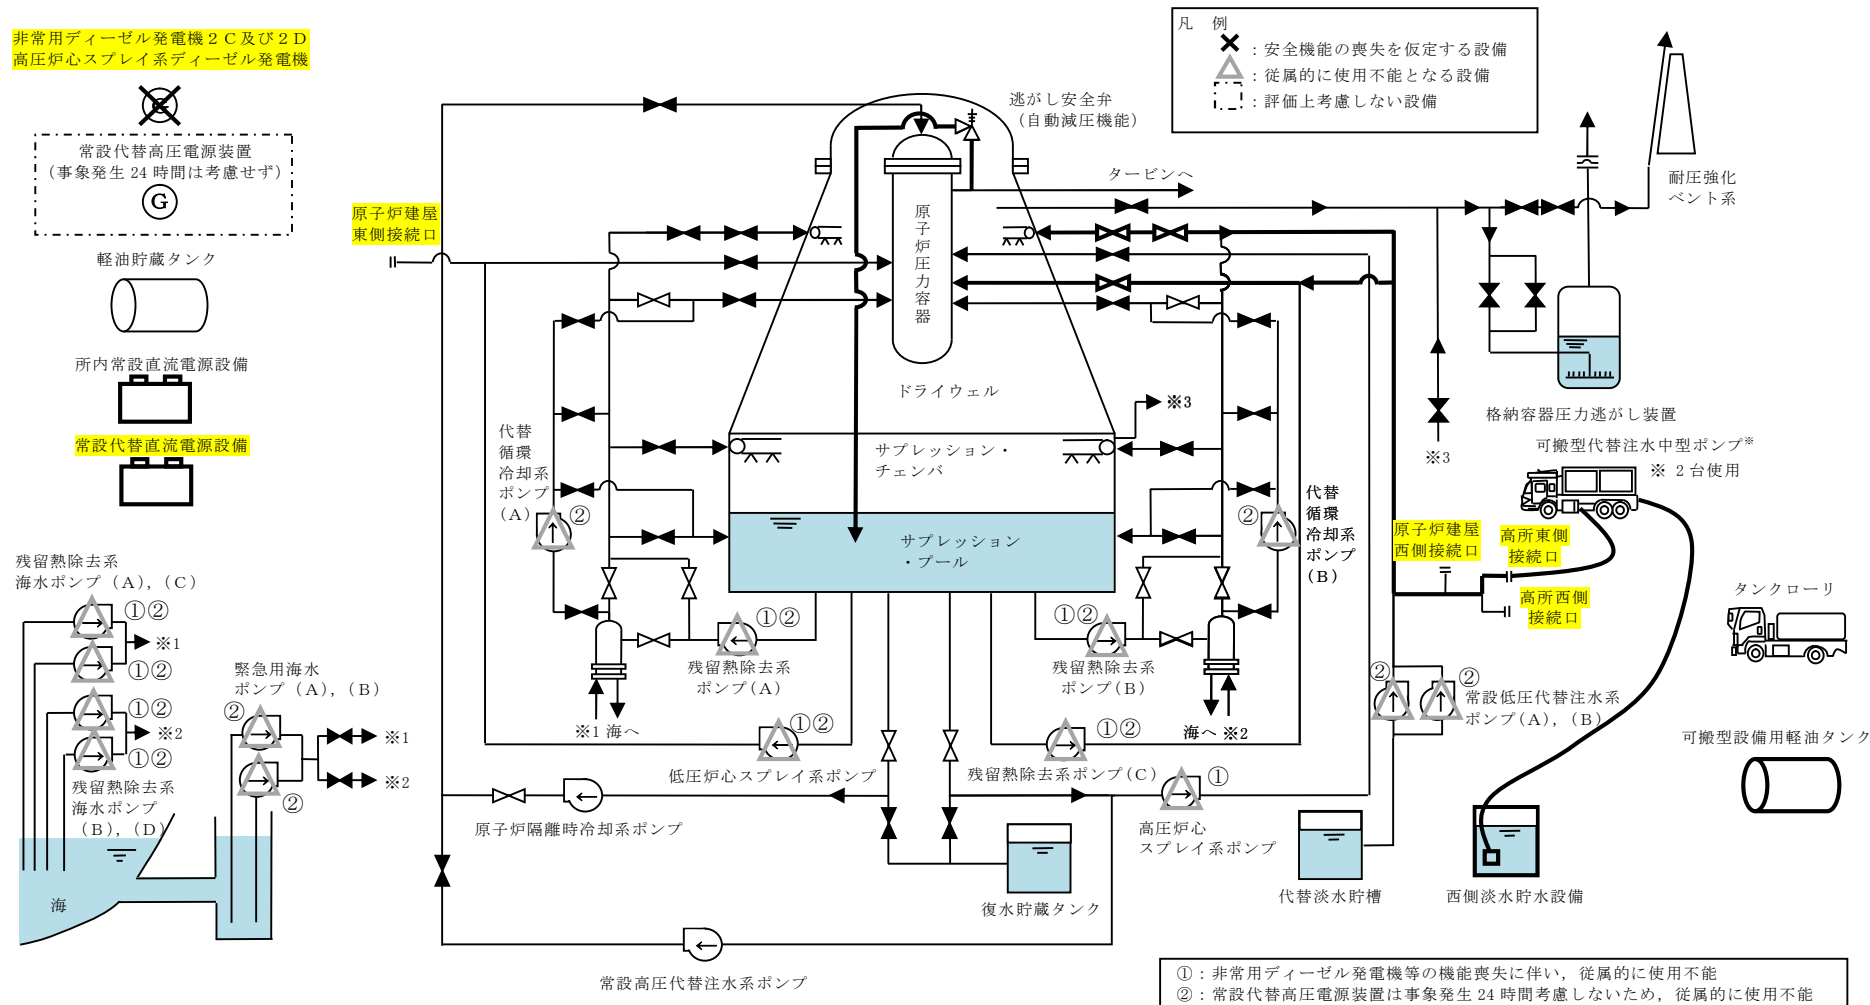 非常用ディーゼル発電機２Ｃ及び２Ｄ
高圧炉心スプレイ系ディーゼル発電機
G
常設代替高圧電源装置
（事象発生 24 時間は考慮せず）
G
軽油貯蔵タンク
所内常設直流電源設備
常設代替直流電源設備
凡　例
：安全機能の喪失を仮定する設備
：従属的に使用不能となる設備
：評価上考慮しない設備
逃がし安全弁
（自動減圧機能）
タービンへ
耐圧強化
ベント系
原子炉建屋
東側接続口
原子炉圧力容器
ドライウェル
※3
サプレッション・
チェンバ
サプレッション
・プール
代替
循環
冷却系
ポンプ
（A）
②
代替
循環
冷却系
ポンプ
（B）
②
格納容器圧力逃がし装置
※3
可搬型代替注水中型ポンプ※
※ ２台使用
原子炉建屋
西側接続口
高所東側
接続口
高所西側
接続口
タンクローリ
残留熱除去系
海水ポンプ（A），（C）
①②
①②
※1
①②
①②
※2
残留熱除去系
海水ポンプ
（B），（D）
緊急用海水
ポンプ（A），（B）
②
②
※1
※2
海
①②
残留熱除去系
ポンプ(A)
①②
残留熱除去系
ポンプ(B)
※1 海へ
海へ ※2
①②
低圧炉心スプレイ系ポンプ
①②
残留熱除去系ポンプ(C)
②
②
常設低圧代替注水系
ポンプ(A)，(B)
可搬型設備用軽油タンク
①
高圧炉心
スプレイ系ポンプ
原子炉隔離時冷却系ポンプ
復水貯蔵タンク
代替淡水貯槽
西側淡水貯水設備
常設高圧代替注水系ポンプ
①：非常用ディーゼル発電機等の機能喪失に伴い，従属的に使用不能
②：常設代替高圧電源装置は事象発生 24 時間考慮しないため，従属的に使用不能